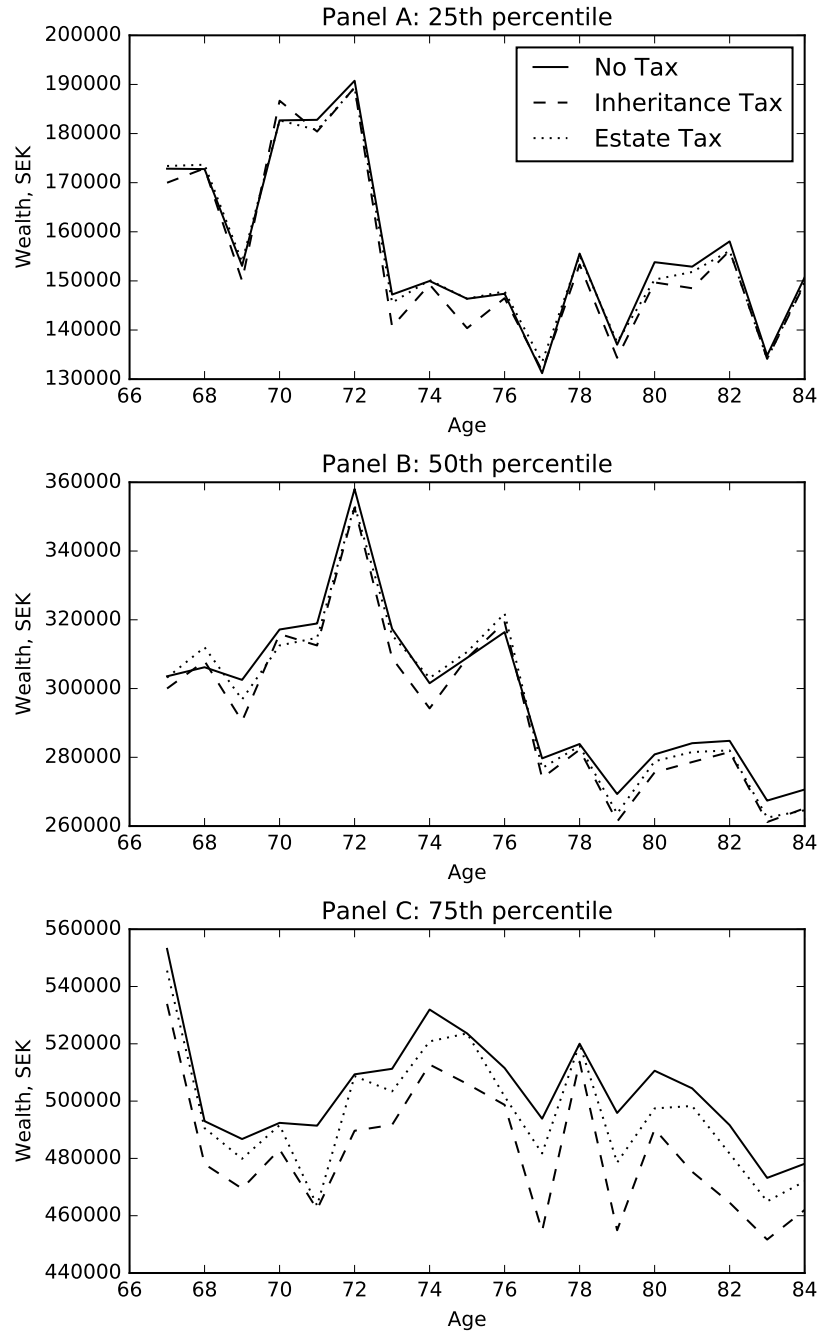 Panel A: 25th percentile
200000
190000
180000
170000
160000
150000
140000
130000
Wealth, SEK
No Tax
Inheritance Tax
Estate Tax
66 68 70 72 74 76 78 80 82 84
Age
Panel B: 50th percentile
360000
340000
320000
300000
280000
260000
Wealth, SEK
66 68 70 72 74 76 78 80 82 84
Age
Panel C: 75th percentile
560000
540000
520000
500000
480000
460000
440000
Wealth, SEK
66 68 70 72 74 76 78 80 82 84
Age